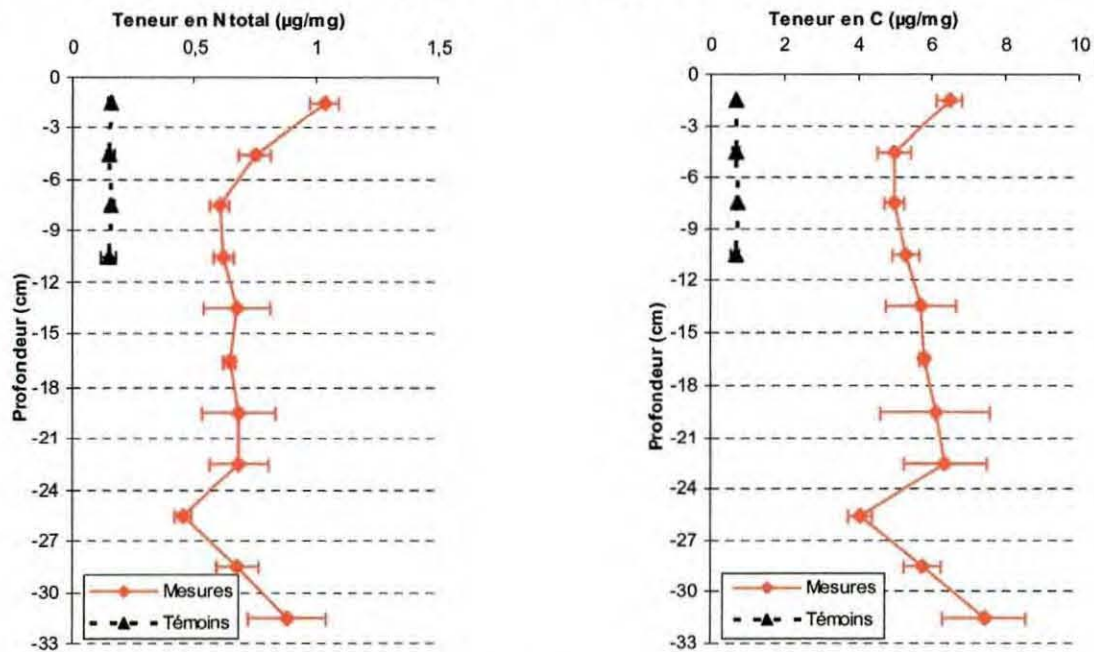 Teneur en N total (µg/mg)
0 0,5 1 1,5
0
-3
-6
-9
-12
-15
-18
-21
-24
-27
-30
-33
Profondeur (cm)
Mesures
Témoins
Teneur en C (µg/mg)
0 2 4 6 8 10
0
-3
-6
-9
-12
-15
-18
-21
-24
-27
-30
-33
Profondeur (cm)
Mesures
Témoins